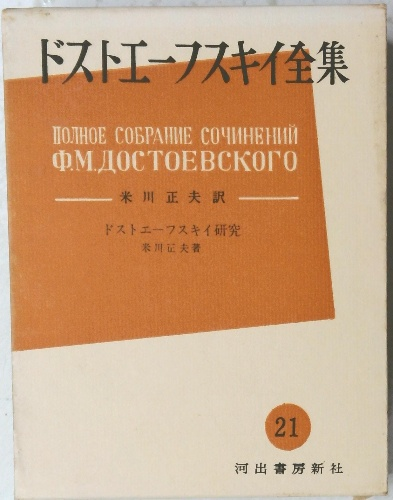 ドストエーフスキイ全集
ПОЛНОЕ СОБРАНИЕ СОЧИНЕНИЙ
Ф.М.ДОСТОЕВСКОГО
米川正夫訳
ドストエーフスキイ研究
米川正夫著
21
河出書房新社